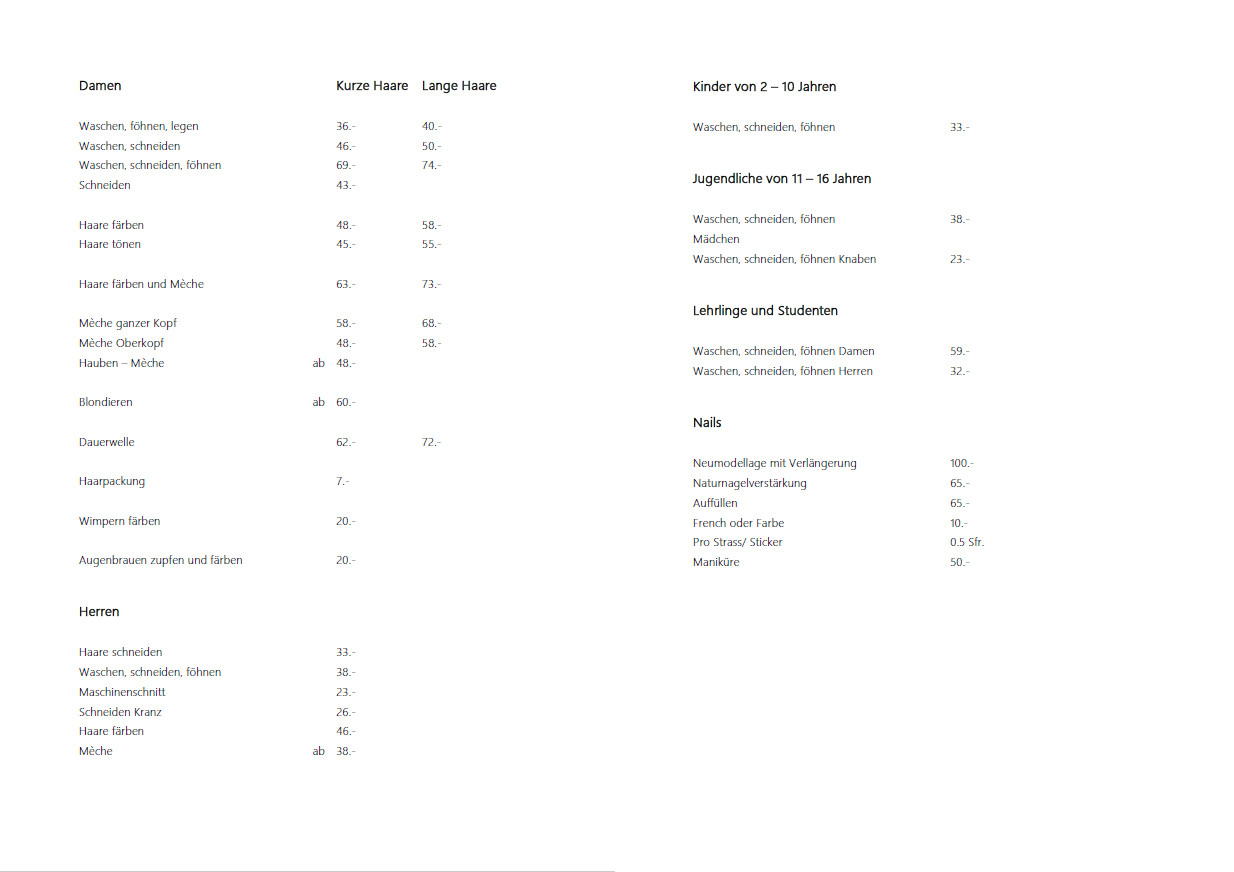 Damen Kurze Haare Lange Haare
Waschen, föhnen, legen 36.- 40.-
Waschen, schneiden 46.- 50.-
Waschen, schneiden, föhnen 69.- 74.-
Schneiden 43.-
Haare färben 48.- 58.-
Haare tönen 45.- 55.-
Haare färben und Mèche 63.- 73.-
Mèche ganzer Kopf 58.- 68.-
Mèche Oberkopf 48.- 58.-
Hauben – Mèche ab 48.-
Blondieren ab 60.-
Dauerwelle 62.- 72.-
Haarpackung 7.-
Wimpern färben 20.-
Augenbrauen zupfen und färben 20.-
Herren
Haare schneiden 33.-
Waschen, schneiden, föhnen 38.-
Maschinenschnitt 23.-
Schneiden Kranz 26.-
Haare färben 46.-
Mèche ab 38.-
Kinder von 2 – 10 Jahren
Waschen, schneiden, föhnen 33.-
Jugendliche von 11 – 16 Jahren
Waschen, schneiden, föhnen 38.-
Mädchen
Waschen, schneiden, föhnen Knaben 23.-
Lehrlinge und Studenten
Waschen, schneiden, föhnen Damen 59.-
Waschen, schneiden, föhnen Herren 32.-
Nails
Neumodellage mit Verlängerung 100.-
Naturnagelverstärkung 65.-
Auffüllen 65.-
French oder Farbe 10.-
Pro Strass/ Sticker 0.5 Sfr.
Maniküre 50.-